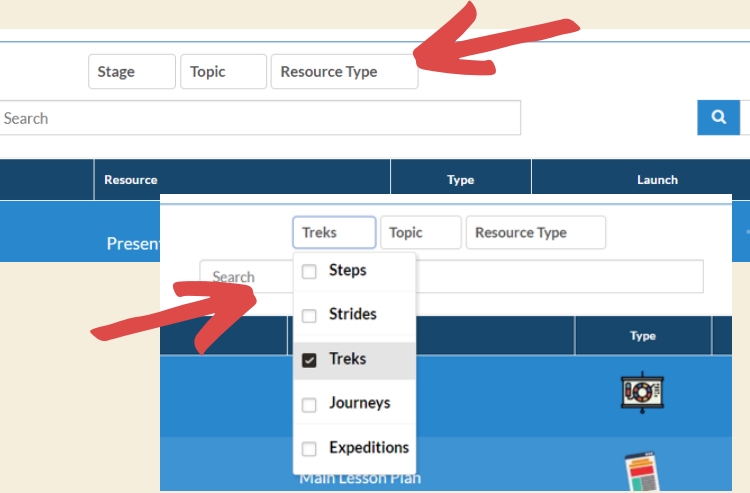 Stage Topic Resource Type
Search
Resource Type Launch
Presen
Treks Topic Resource Type
Search
Steps
Strides
Type
Treks
Journeys
Expeditions
Main Lesson Plan